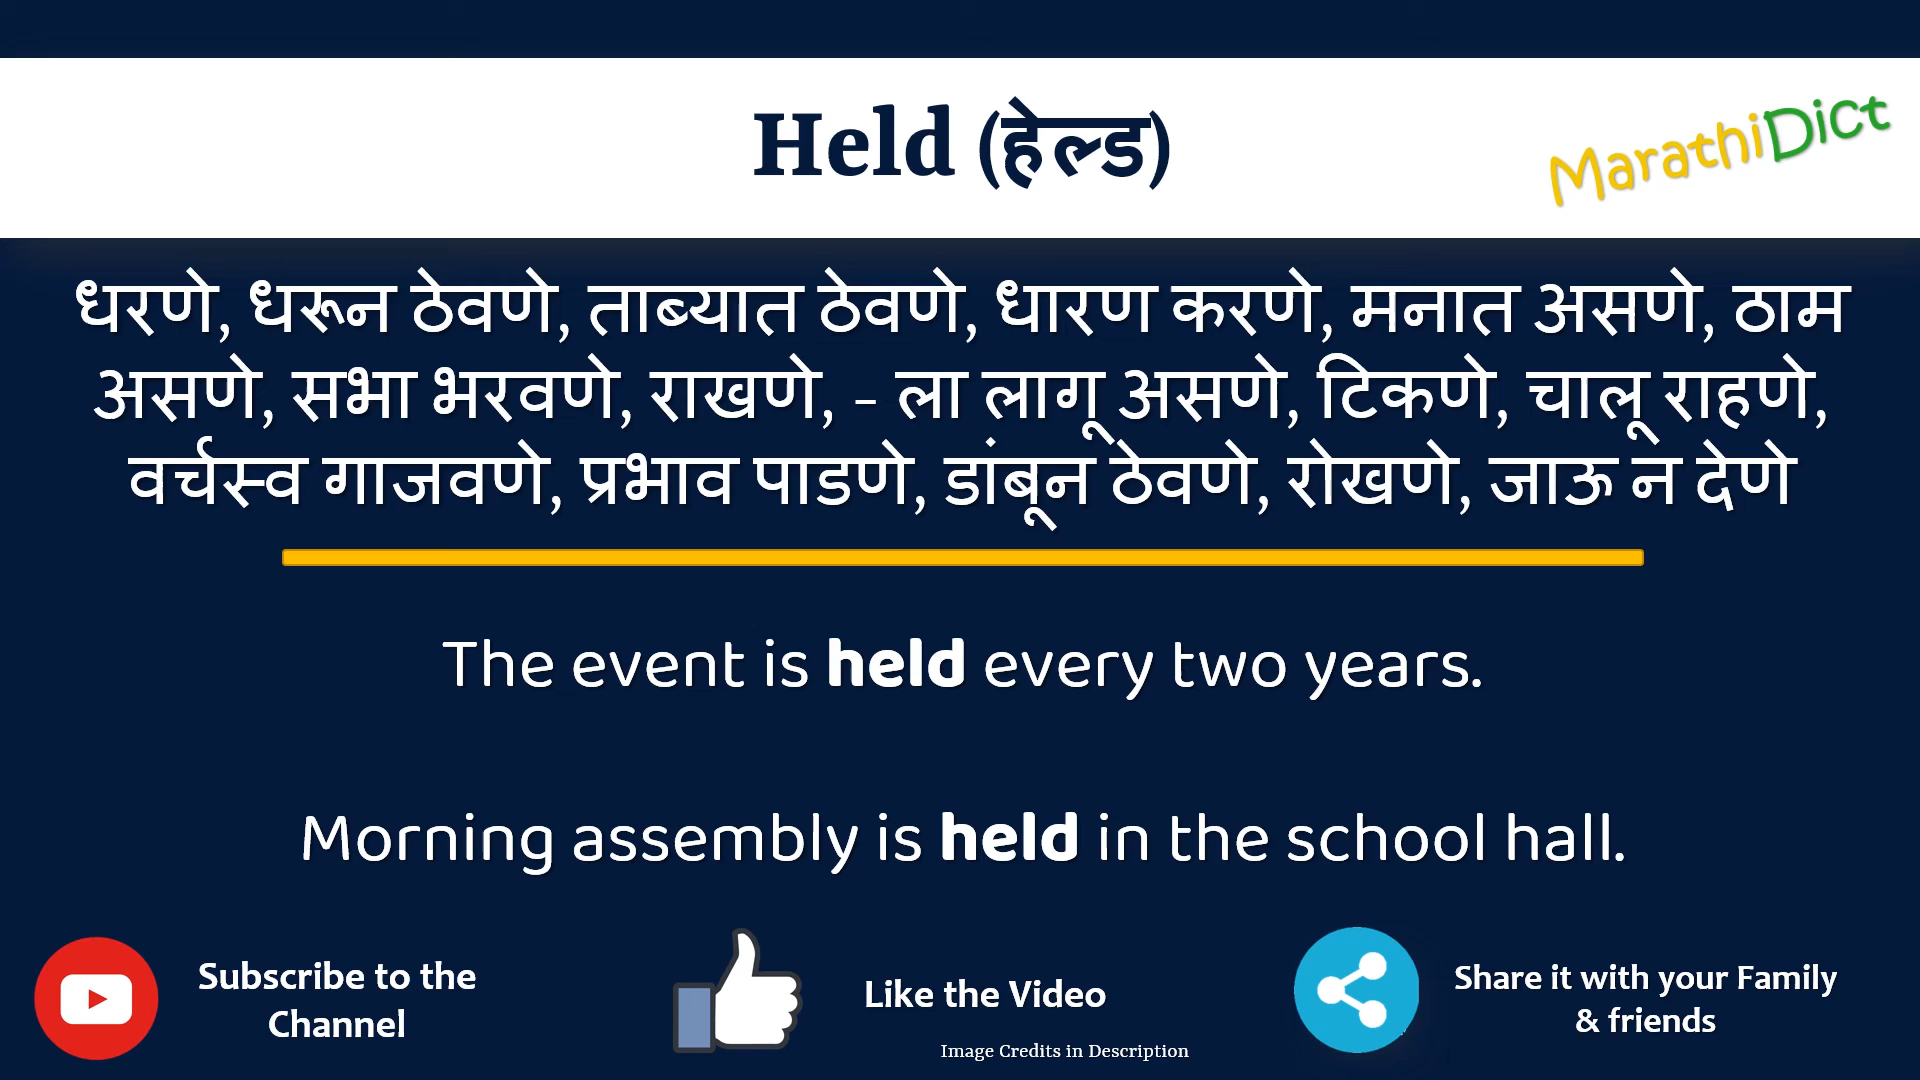 Held (हेल्ड)
MarathiDict
धरणे, धरून ठेवणे, ताब्यात ठेवणे, धारण करणे, मनात असणे, ठाम
असणे, सभा भरवणे, राखणे, - ला लागू असणे, टिकणे, चालू राहणे,
वर्चस्व गाजवणे, प्रभाव पाडणे, डांबून ठेवणे, रोखणे, जाऊ न देणे
The event is held every two years.
Morning assembly is held in the school hall.
Subscribe to the
Channel
Like the Video
Share it with your Family
& friends
Image Credits in Description